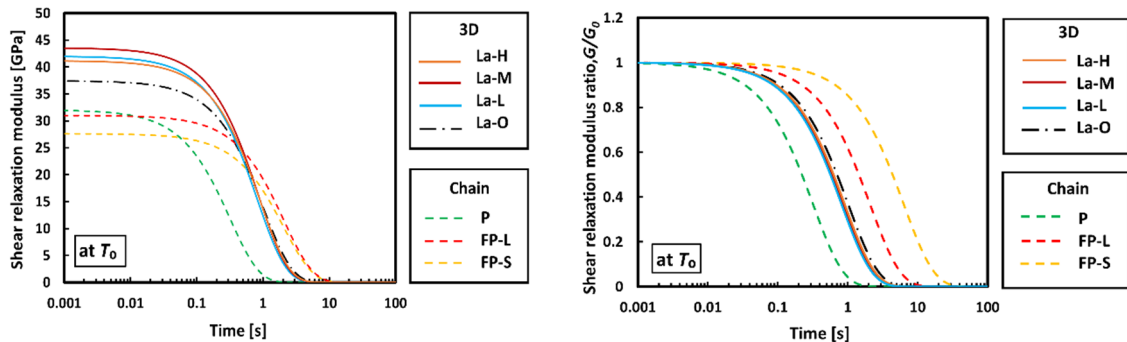 Shear relaxation modulus [GPa]
50
45
40
35
30
25
20
15
10
5
0
at T0
0.001
0.01
0.1
1
10
100
Time [s]
3D
La-H
La-M
La-L
La-O
Chain
P
FP-L
FP-S
Shear relaxation modulus ratio,G/G0
1.2
1
0.8
0.6
0.4
0.2
0
at T0
0.001
0.01
0.1
1
10
100
Time [s]
3D
La-H
La-M
La-L
La-O
Chain
P
FP-L
FP-S